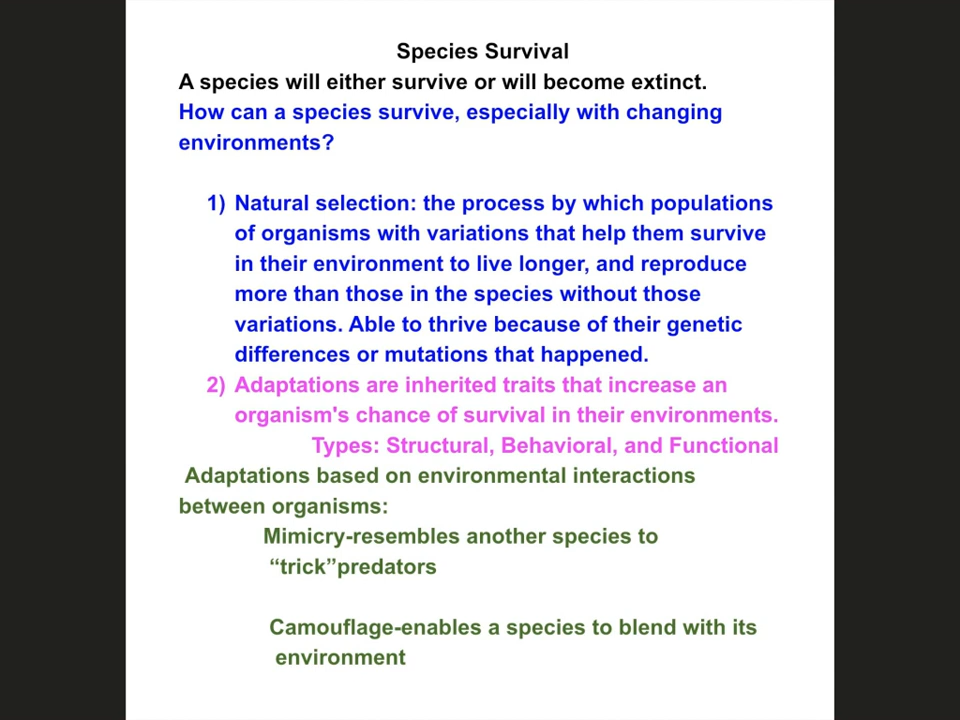 Species Survival
A species will either survive or will become extinct.
How can a species survive, especially with changing
environments?
1) Natural selection: the process by which populations
of organisms with variations that help them survive
in their environment to live longer, and reproduce
more than those in the species without those
variations. Able to thrive because of their genetic
differences or mutations that happened.
2) Adaptations are inherited traits that increase an
organism's chance of survival in their environments.
Types: Structural, Behavioral, and Functional
Adaptations based on environmental interactions
between organisms:
Mimicry-resembles another species to
“trick”predators
Camouflage-enables a species to blend with its
environment